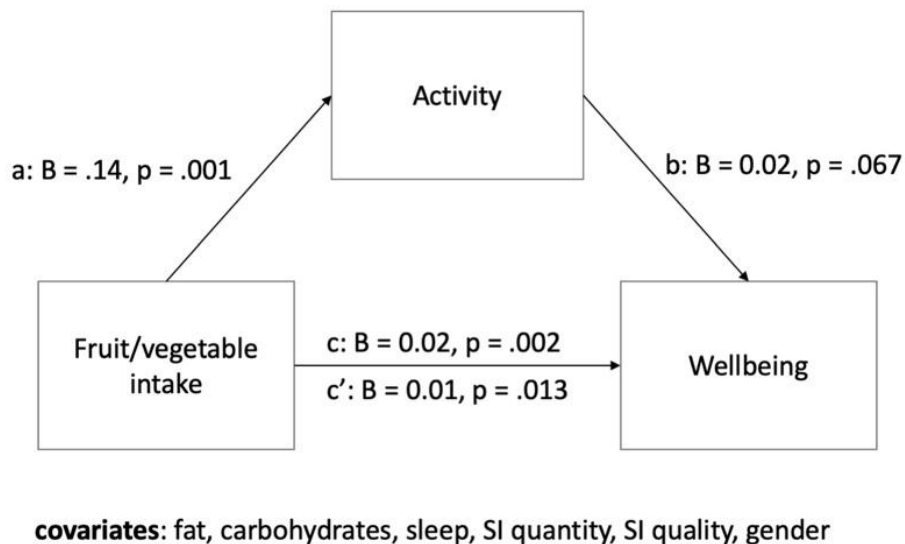 Activity
a: B = .14, p = .001
b: B = 0.02, p = .067
Fruit/vegetable
intake
c: B = 0.02, p = .002
c’: B = 0.01, p = .013
Wellbeing
covariates: fat, carbohydrates, sleep, SI quantity, SI quality, gender